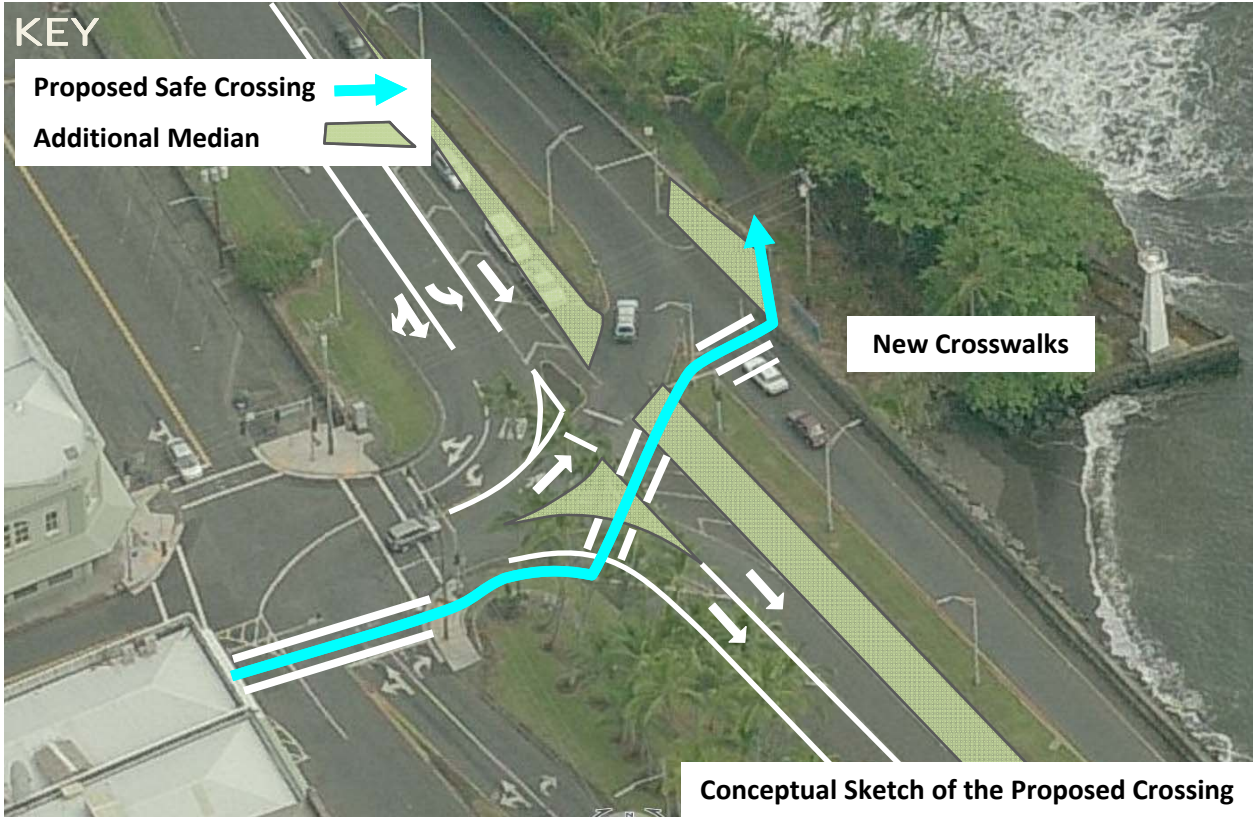 KEY
Proposed Safe Crossing
Additional Median
New Crosswalks
Conceptual Sketch of the Proposed Crossing